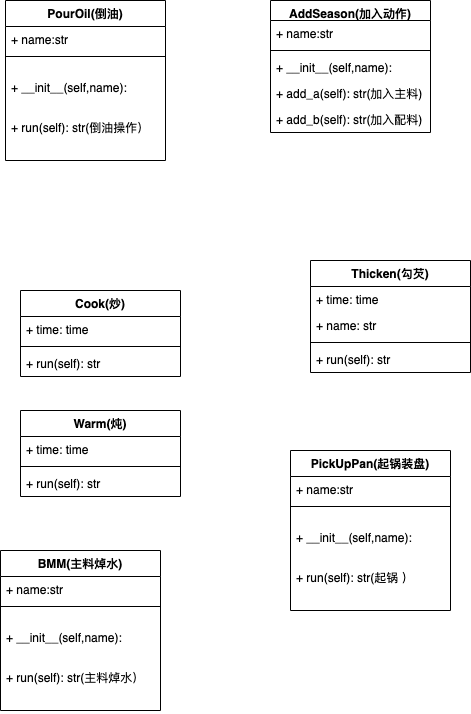 PourOil(倒油)
+ name:str
+ __init__(self,name):
+ run(self): str(倒油操作）
AddSeason(加入动作)
+ name:str
+ __init__(self,name):
+ add_a(self): str(加入主料)
+ add_b(self): str(加入配料)
Cook(炒)
+ time: time
+ run(self): str
Thicken(勾芡)
+ time: time
+ name: str
+ run(self): str
Warm(炖)
+ time: time
+ run(self): str
PickUpPan(起锅装盘)
+ name:str
+ __init__(self,name):
+ run(self): str(起锅 ）
BMM(主料焯水)
+ name:str
+ __init__(self,name):
+ run(self): str(主料焯水）